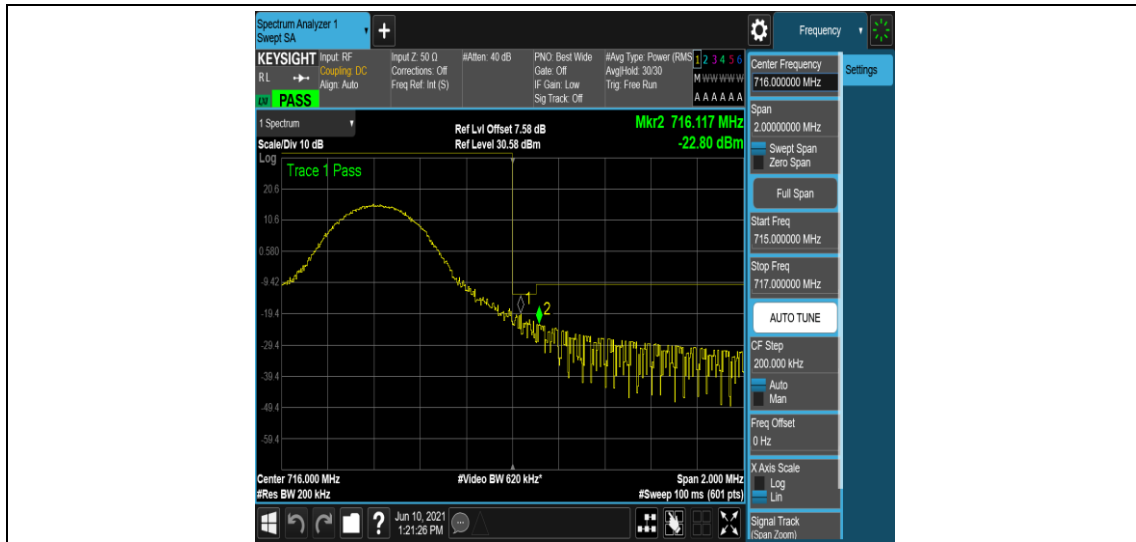 Spectrum Analyzer 1
Swept SA
+
Frequency
KEYSIGHT
RL
LXI PASS
Input: RF
Coupling: DC
Align: Auto
Input Z: 50 Ω
Corrections: Off
Freq Ref: Int (S)
#Atten: 40 dB
PNO: Best Wide
Gate: Off
IF Gain: Low
Sig Track: Off
#Avg Type: Power (RMS
Avg|Hold: 30/30
Trig: Free Run
1 2 3 4 5 6
M W W W W W
A A A A A A
1 Spectrum
Scale/Div 10 dB
Ref Lvl Offset 7.58 dB
Ref Level 30.58 dBm
Mkr2 716.117 MHz
-22.80 dBm
Log
Trace 1 Pass
20.6
10.6
0.580
-9.42
-19.4
-29.4
-39.4
-49.4
-59.4
1
2
Center 716.000 MHz
#Res BW 200 kHz
#Video BW 620 kHz*
Span 2.000 MHz
#Sweep 100 ms (601 pts)
Center Frequency
716.000000 MHz
Settings
Span
2.00000000 MHz
Swept Span
Zero Span
Full Span
Start Freq
715.000000 MHz
Stop Freq
717.000000 MHz
AUTO TUNE
CF Step
200.000 kHz
Auto
Man
Freq Offset
0 Hz
X Axis Scale
Log
Lin
Signal Track
(Span Zoom)
?
Jun 10, 2021
1:21:26 PM